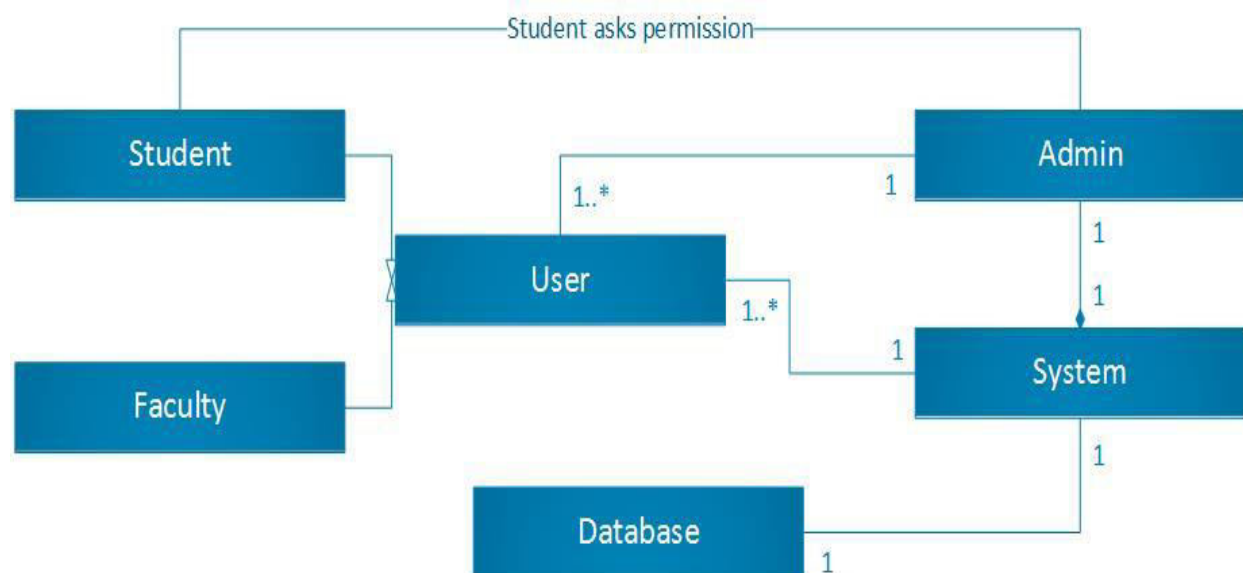 Student asks permission
Student
Admin
1..*
1
User
1
1..*
1
1
System
Faculty
1
Database
1